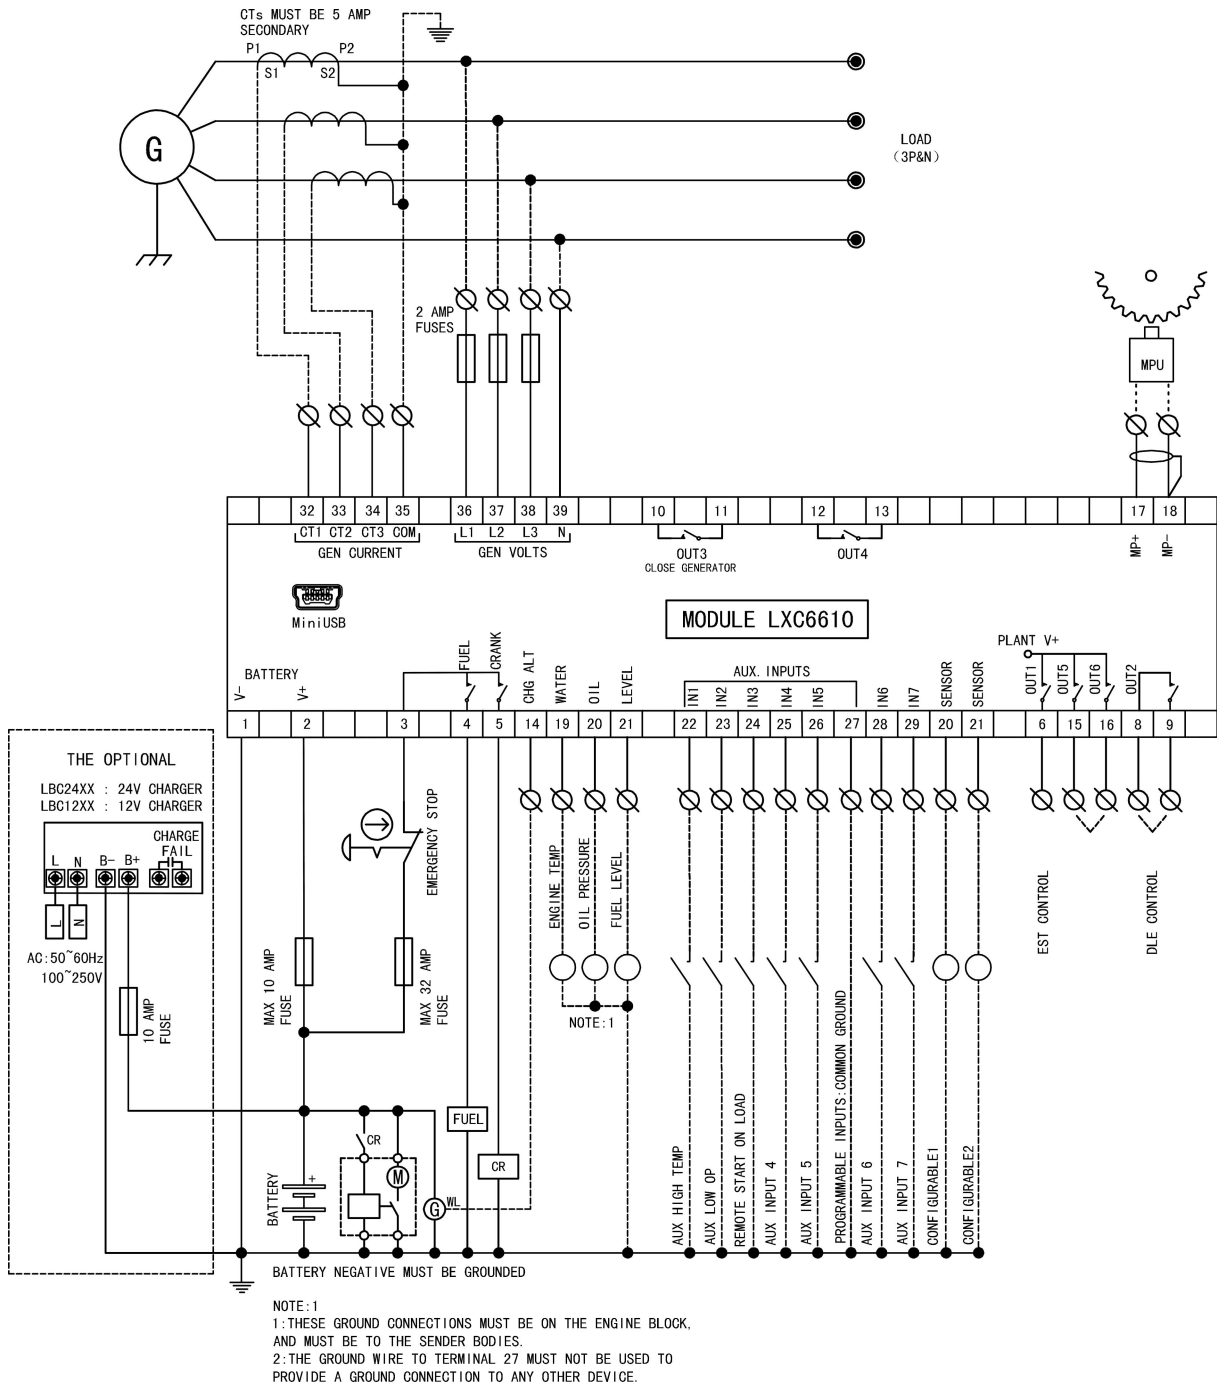 CTs MUST BE 5 AMP
SECONDARY
P1
P2
S1
S2
G
LOAD
(3P&N)
2 AMP
FUSES
MPU
32 33 34 35 36 37 38 39 10 11 12 13 17 18
CT1 CT2 CT3 COM
GEN CURRENT
L1 L2 L3 N
GEN VOLTS
OUT3
CLOSE GENERATOR
OUT4
MP+
MP-
MiniUSB
MODULE LXC6610
PLANT V+
BATTERY
V-
V+
FUEL
CRANK
CHG ALT
WATER
OIL
LEVEL
AUX. INPUTS
IN1
IN2
IN3
IN4
IN5
IN6
IN7
SENSOR
SENSOR
OUT1
OUT5
OUT6
OUT2
1 2 3 4 5 14 19 20 21 22 23 24 25 26 27 28 29 20 21 6 15 16 8 9
THE OPTIONAL
LBC24XX : 24V CHARGER
LBC12XX : 12V CHARGER
CHARGE
FAIL
L N B- B+
L
N
AC:50~60Hz
100~250V
10 AMP
FUSE
MAX 10 AMP
FUSE
EMERGENCY STOP
MAX 32 AMP
FUSE
ENGINE TEMP
OIL PRESSURE
FUEL LEVEL
NOTE:1
EST CONTROL
DLE CONTROL
FUEL
CR
CR
M
G
WL
BATTERY
+
AUX HIGH TEMP
AUX LOW OP
REMOTE START ON LOAD
AUX INPUT 4
AUX INPUT 5
PROGRAMMABLE INPUTS:COMMON GROUND
AUX INPUT 6
AUX INPUT 7
CONFIGURABLE1
CONFIGURABLE2
BATTERY NEGATIVE MUST BE GROUNDED
NOTE:1
1:THESE GROUND CONNECTIONS MUST BE ON THE ENGINE BLOCK,
AND MUST BE TO THE SENDER BODIES.
2:THE GROUND WIRE TO TERMINAL 27 MUST NOT BE USED TO
PROVIDE A GROUND CONNECTION TO ANY OTHER DEVICE.